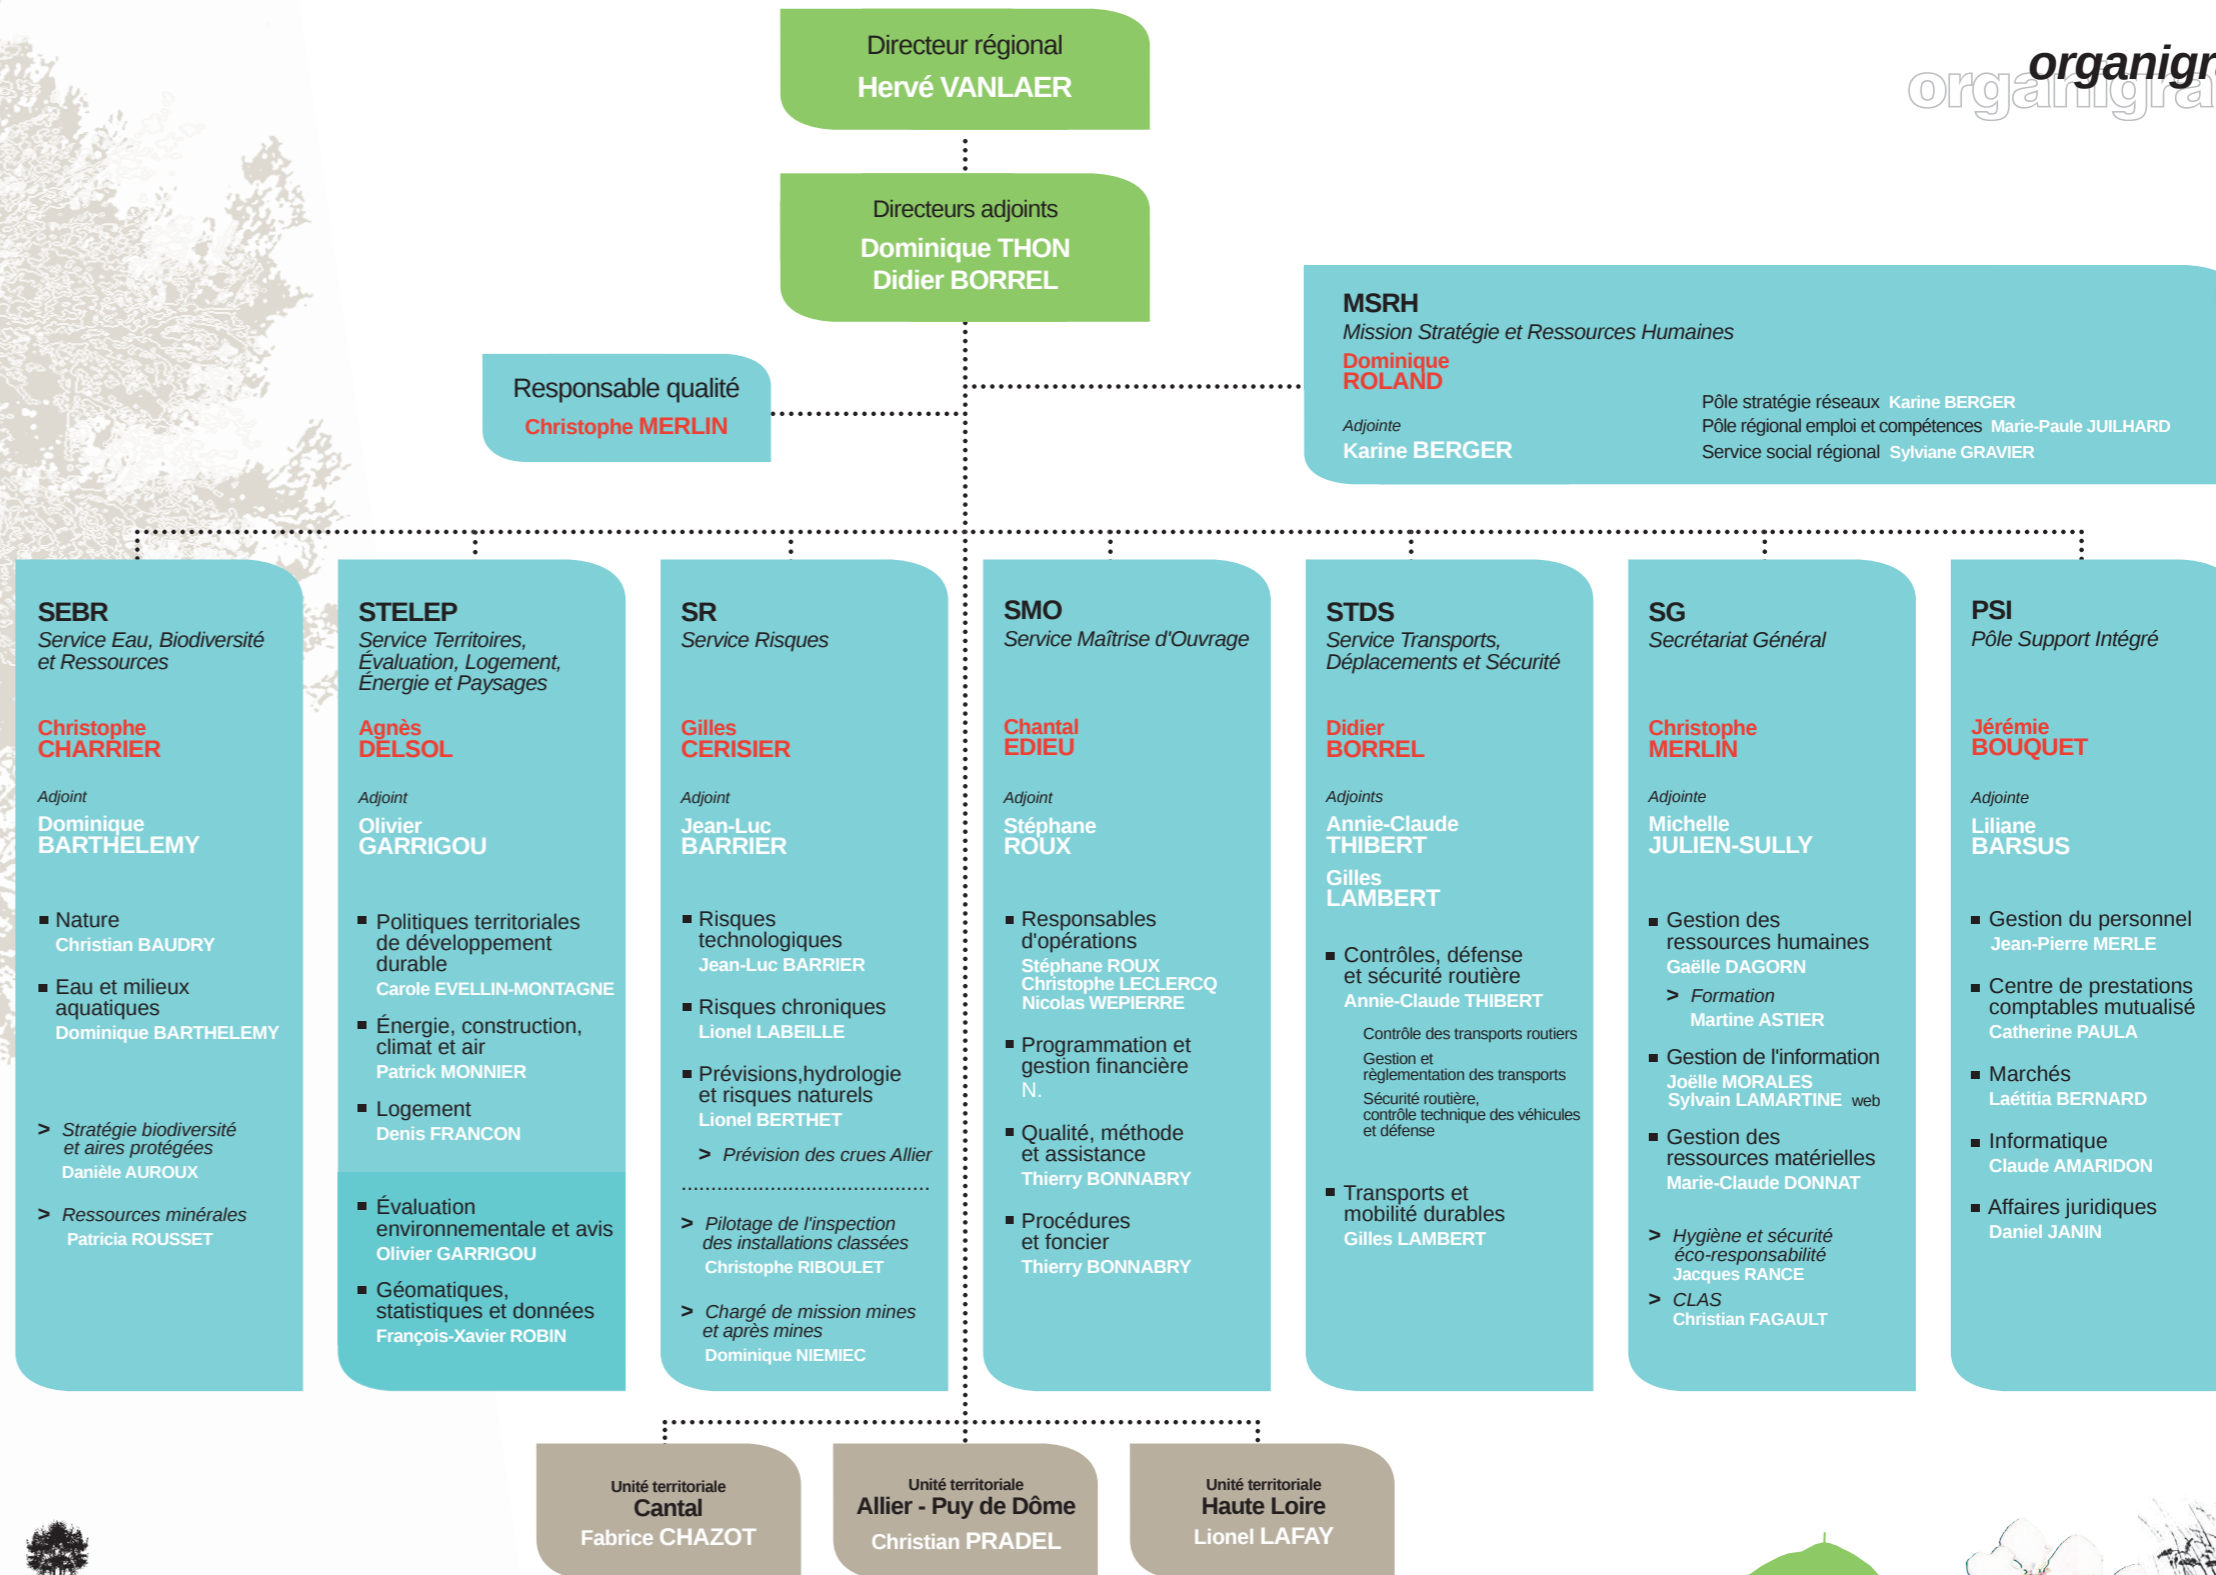 Directeur régional
Hervé VANLAER
organigra
organigra
Directeurs adjoints
Dominique THON
Didier BORREL
Responsable qualité
Christophe MERLIN
MSRH
Mission Stratégie et Ressources Humaines
Dominique
ROLAND
Adjointe
Karine BERGER
Pôle stratégie réseaux Karine BERGER
Pôle régional emploi et compétences Marie-Paule JUILHARD
Service social régional Sylviane GRAVIER
SEBR
Service Eau, Biodiversité
et Ressources
Christophe
CHARRIER
Adjoint
Dominique
BARTHELEMY
Nature
Christian BAUDRY
Eau et milieux
aquatiques
Dominique BARTHELEMY
> Stratégie biodiversité
et aires protégées
Danièle AUROUX
> Ressources minérales
Patricia ROUSSET
STELEP
Service Territoires,
Évaluation, Logement,
Énergie et Paysages
Agnès
DELSOL
Adjoint
Olivier
GARRIGOU
Politiques territoriales
de développement
durable
Carole EVELLIN-MONTAGNE
Énergie, construction,
climat et air
Patrick MONNIER
Logement
Denis FRANCON
Évaluation
environnementale et avis
Olivier GARRIGOU
Géomatiques,
statistiques et données
François-Xavier ROBIN
SR
Service Risques
Gilles
CERISIER
Adjoint
Jean-Luc
BARRIER
Risques
technologiques
Jean-Luc BARRIER
Risques chroniques
Lionel LABEILLE
Prévisions,hydrologie
et risques naturels
Lionel BERTHET
> Prévision des crues Allier
> Pilotage de l'inspection
des installations classées
Christophe RIBOULET
> Chargé de mission mines
et après mines
Dominique NIEMIEC
SMO
Service Maîtrise d'Ouvrage
Chantal
EDIEU
Adjoint
Stéphane
ROUX
Responsables
d'opérations
Stéphane ROUX
Christophe LECLERCQ
Nicolas WEPIERRE
Programmation et
gestion financière
N.
Qualité, méthode
et assistance
Thierry BONNABRY
Procédures
et foncier
Thierry BONNABRY
STDS
Service Transports,
Déplacements et Sécurité
Didier
BORREL
Adjoints
Annie-Claude
THIBERT
Gilles
LAMBERT
Contrôles, défense
et sécurité routière
Annie-Claude THIBERT
Contrôle des transports routiers
Gestion et
règlementation des transports
Sécurité routière,
contrôle technique des véhicules
et défense
Transports et
mobilité durables
Gilles LAMBERT
SG
Secrétariat Général
Christophe
MERLIN
Adjointe
Michelle
JULIEN-SULLY
Gestion des
ressources humaines
Gaëlle DAGORN
> Formation
Martine ASTIER
Gestion de l'information
Joëlle MORALES
Sylvain LAMARTINE web
Gestion des
ressources matérielles
Marie-Claude DONNAT
> Hygiène et sécurité
éco-responsabilité
Jacques RANCE
> CLAS
Christian FAGAULT
PSI
Pôle Support Intégré
Jérémie
BOUQUET
Adjointe
Liliane
BARSUS
Gestion du personnel
Jean-Pierre MERLE
Centre de prestations
comptables mutualisé
Catherine PAULA
Marchés
Laétitia BERNARD
Informatique
Claude AMARIDON
Affaires juridiques
Daniel JANIN
Unité territoriale
Cantal
Fabrice CHAZOT
Unité territoriale
Allier - Puy de Dôme
Christian PRADEL
Unité territoriale
Haute Loire
Lionel LAFAY